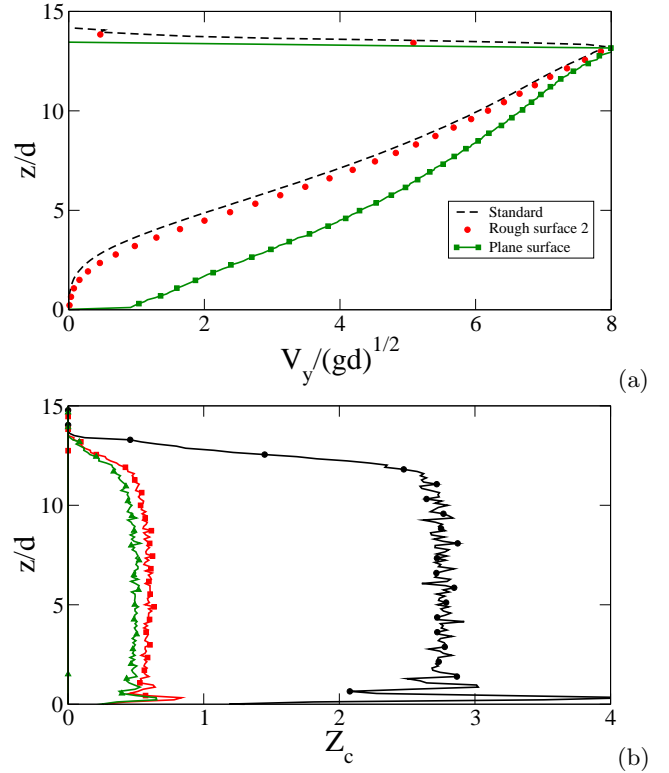 15
10
z/d
5
0
Standard
Rough surface 2
Plane surface
0 2 4 6 8
V_y/(gd)^{1/2}
(a)
15
10
z/d
5
0
0 1 2 3 4
Z_c
(b)